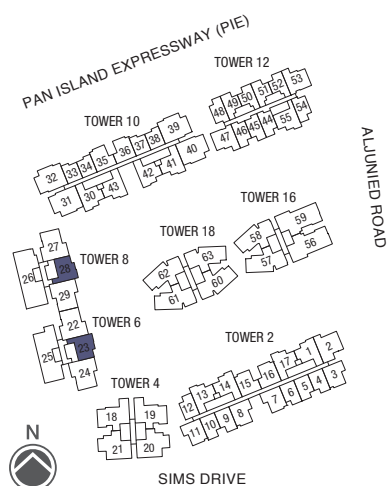 PAN ISLAND EXPRESSWAY (PIE)
TOWER 12
48 49 50 51 52 53
47 46 45 44 55 54
TOWER 10
32 33 34 35 36 37 38 39
31 30 43 42 41 40
ALJUNIED ROAD
TOWER 16
58 59
57 56
TOWER 18
62 63
61 60
TOWER 8
27
26 28
29
TOWER 6
22
25 23
24
TOWER 2
12 13 14 15 16 17 1 2
11 10 9 8 7 6 5 4 3
TOWER 4
18 19
21 20
N
SIMS DRIVE